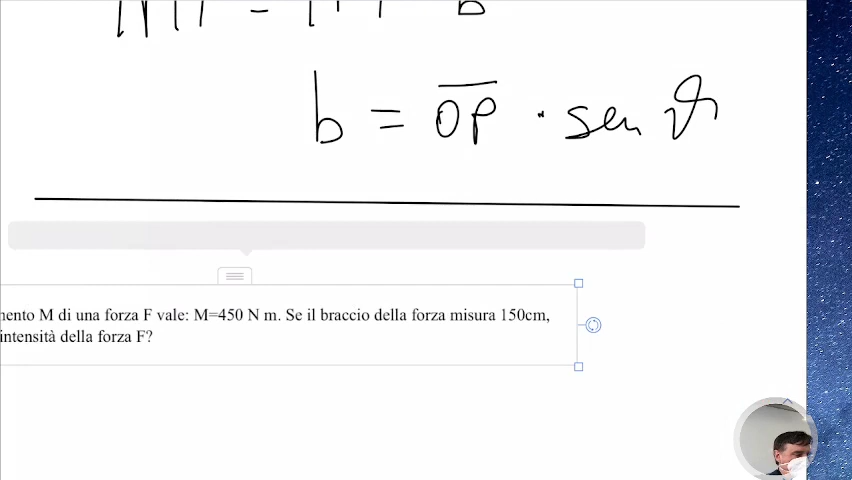 b = OP · sen ϑ
mento M di una forza F vale: M=450 N m. Se il braccio della forza misura 150cm,
intensità della forza F?